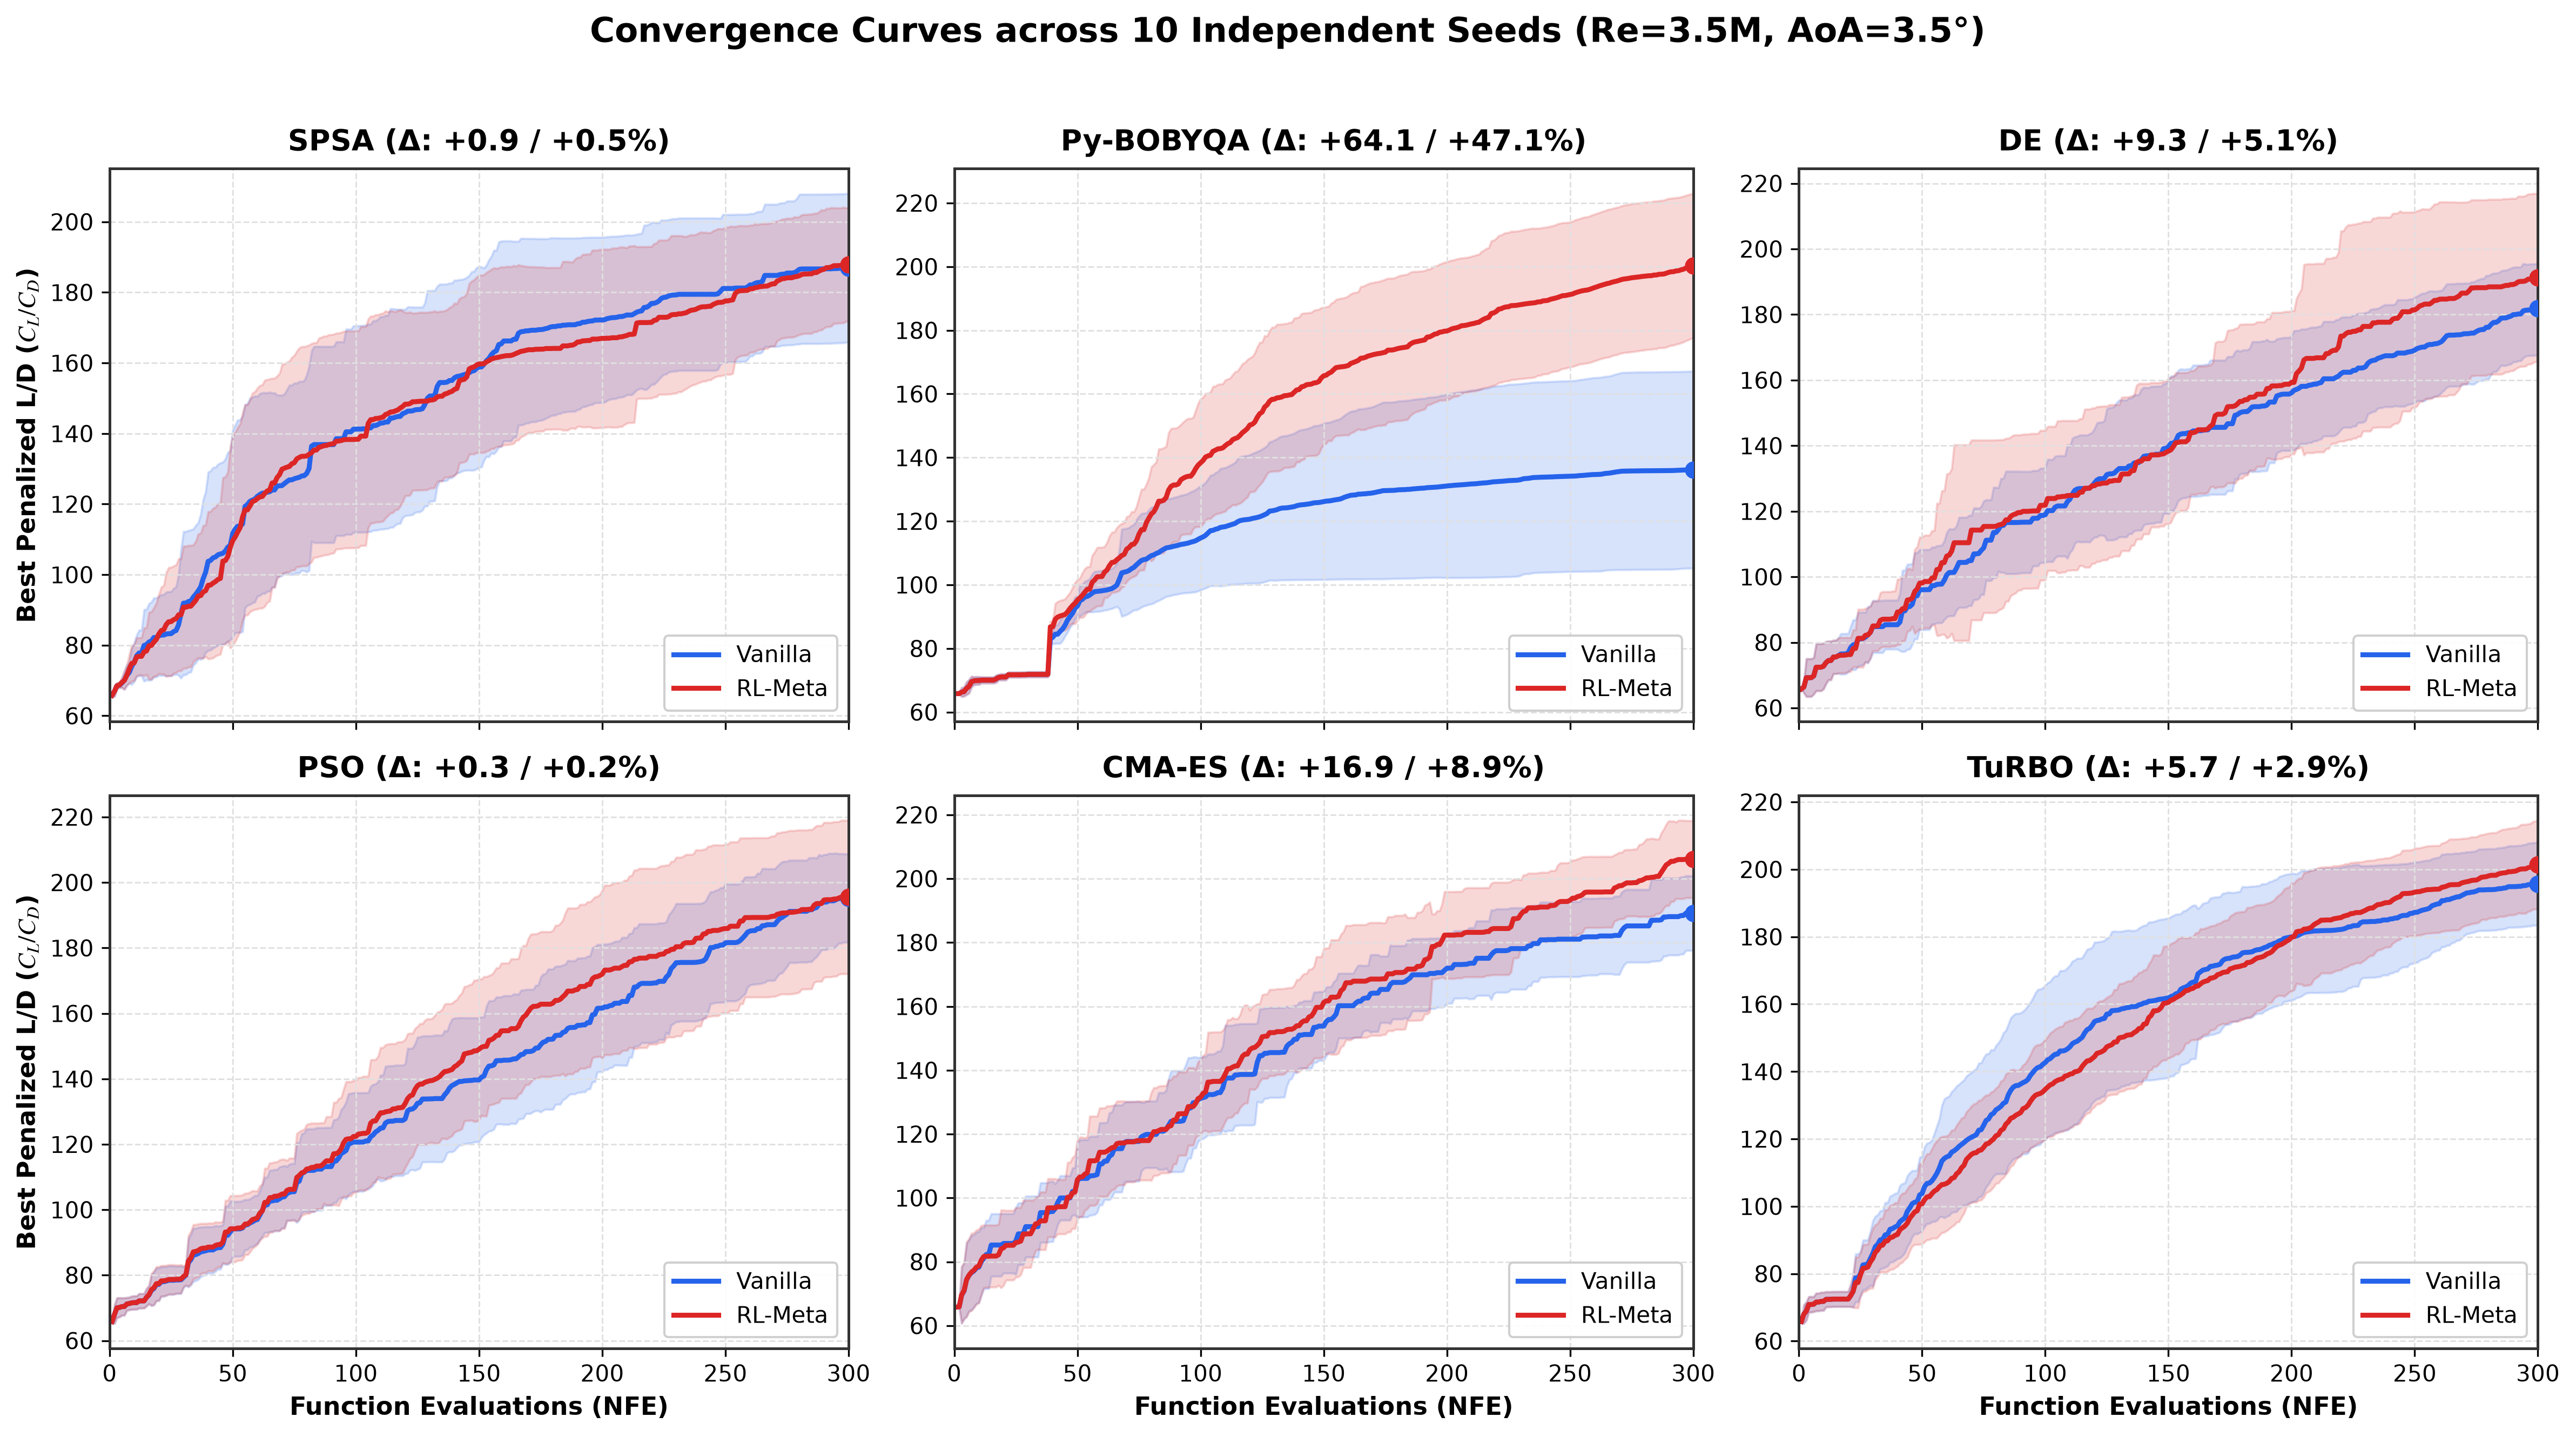 Convergence Curves across 10 Independent Seeds (Re=3.5M, AoA=3.5°)
SPSA (Δ: +0.9 / +0.5%)
Best Penalized L/D (C_L/C_D)
200
180
160
140
120
100
80
60
Vanilla
RL-Meta
Py-BOBYQA (Δ: +64.1 / +47.1%)
220
200
180
160
140
120
100
80
60
Vanilla
RL-Meta
DE (Δ: +9.3 / +5.1%)
220
200
180
160
140
120
100
80
60
Vanilla
RL-Meta
PSO (Δ: +0.3 / +0.2%)
Best Penalized L/D (C_L/C_D)
220
200
180
160
140
120
100
80
60
Vanilla
RL-Meta
0 50 100 150 200 250 300
Function Evaluations (NFE)
CMA-ES (Δ: +16.9 / +8.9%)
220
200
180
160
140
120
100
80
60
Vanilla
RL-Meta
0 50 100 150 200 250 300
Function Evaluations (NFE)
TuRBO (Δ: +5.7 / +2.9%)
220
200
180
160
140
120
100
80
60
Vanilla
RL-Meta
0 50 100 150 200 250 300
Function Evaluations (NFE)